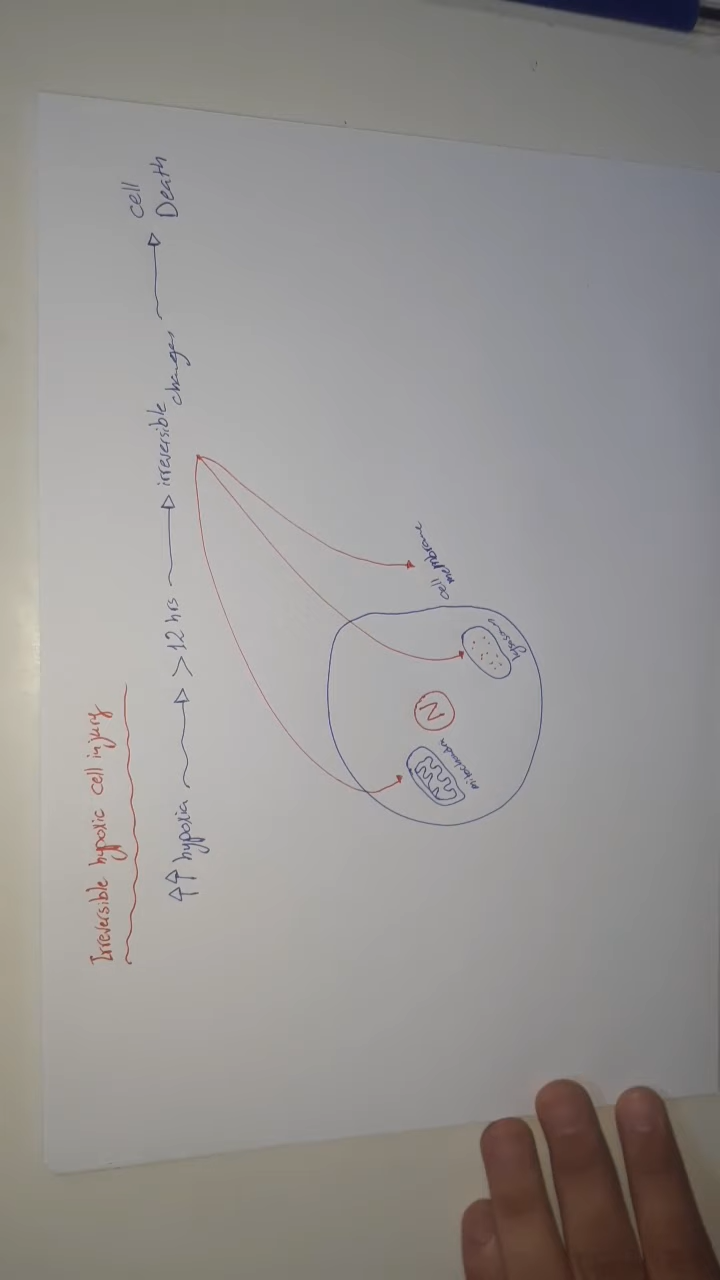 Irreversible hypoxic cell injury
↑↑ hypoxia → >12 hrs → irreversible changes → cell Death
cell membrane
lysosome
N
mitochondria